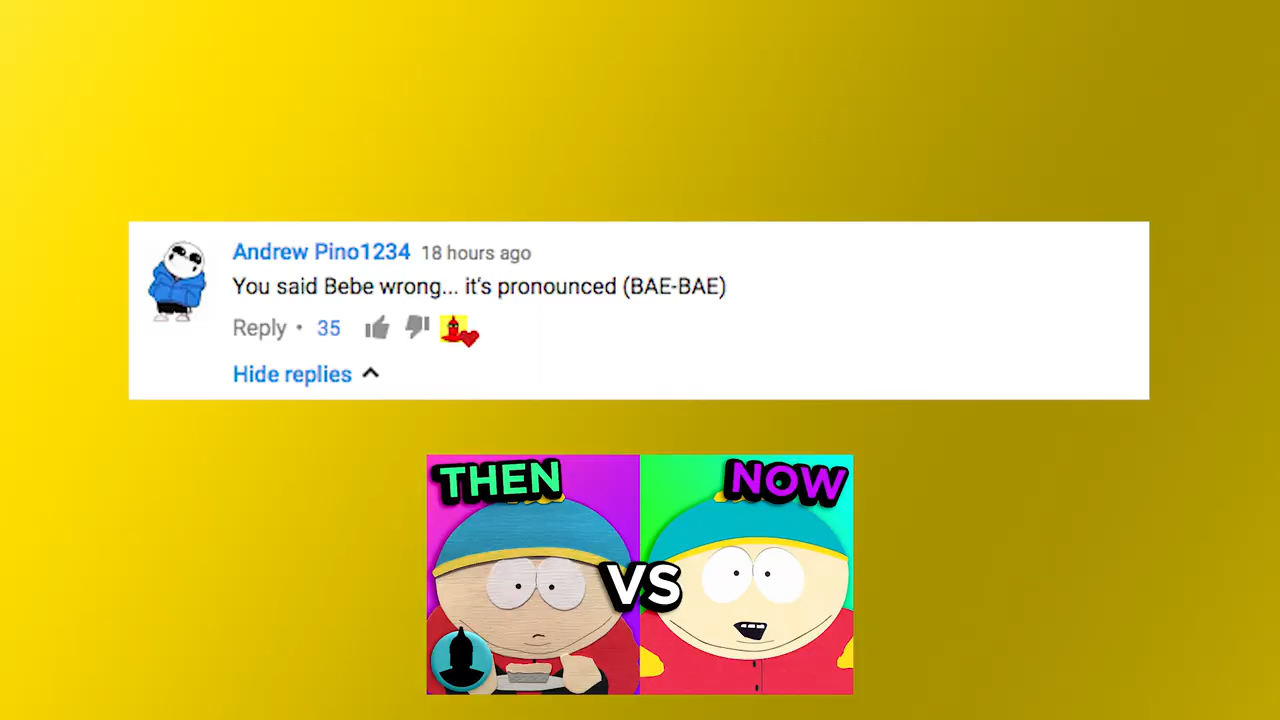 Andrew Pino1234 18 hours ago
You said Bebe wrong... it's pronounced (BAE-BAE)
Reply • 35
Hide replies
THEN NOW
VS